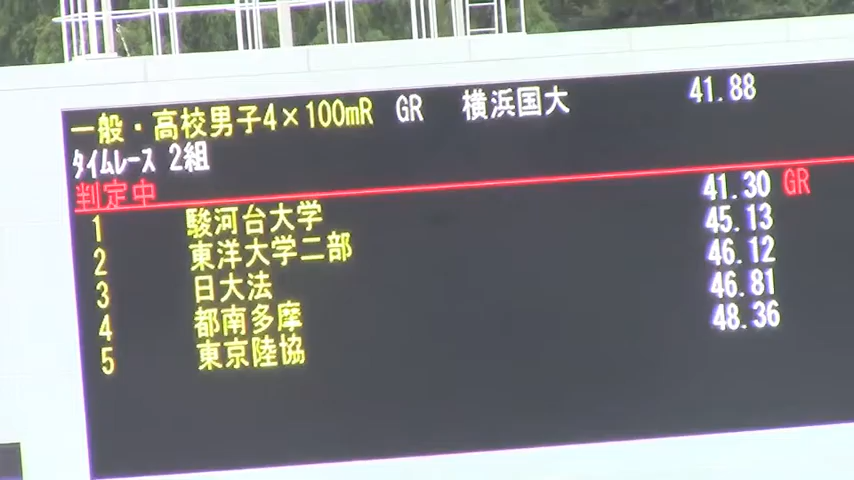 一般・高校男子4×100mR GR 横浜国大 41.88
ﾀｲﾑﾚｰｽ 2組
判定中
1 駿河台大学 41.30 GR
2 東洋大学二部 45.13
3 日大法 46.12
4 都南多摩 46.81
5 東京陸協 48.36